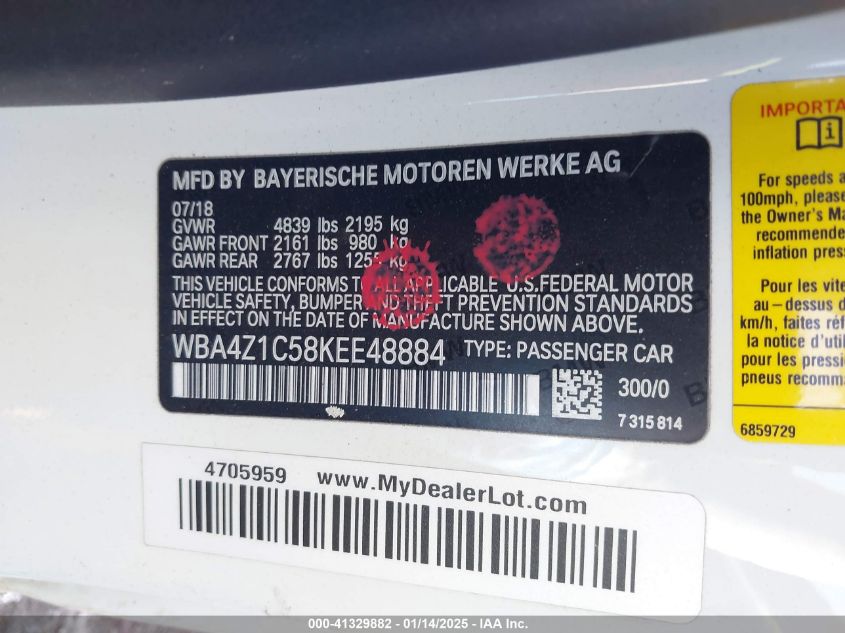 MFD BY BAYERISCHE MOTOREN WERKE AG
07/18
GVWR 4839 lbs 2195 kg
GAWR FRONT 2161 lbs 980 kg
GAWR REAR 2767 lbs 1255 kg
THIS VEHICLE CONFORMS TO ALL APPLICABLE U.S.FEDERAL MOTOR
VEHICLE SAFETY, BUMPER AND THEFT PREVENTION STANDARDS
IN EFFECT ON THE DATE OF MANUFACTURE SHOWN ABOVE.
WBA4Z1C58KEE48884 TYPE: PASSENGER CAR
300/0
7 315 814
IMPORTA
For speeds a
100mph, please
the Owner's Ma
recommende
inflation press
Pour les vite
au-dessus d
km/h, faites réfé
la notice d'utili
pour les pressi
pneus recomma
6859729
4705959 www.MyDealerLot.com
000-41329882 - 01/14/2025 - IAA Inc.